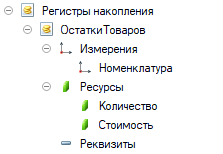 Регистры накопления
ОстаткиТоваров
Измерения
Номенклатура
Ресурсы
Количество
Стоимость
Реквизиты